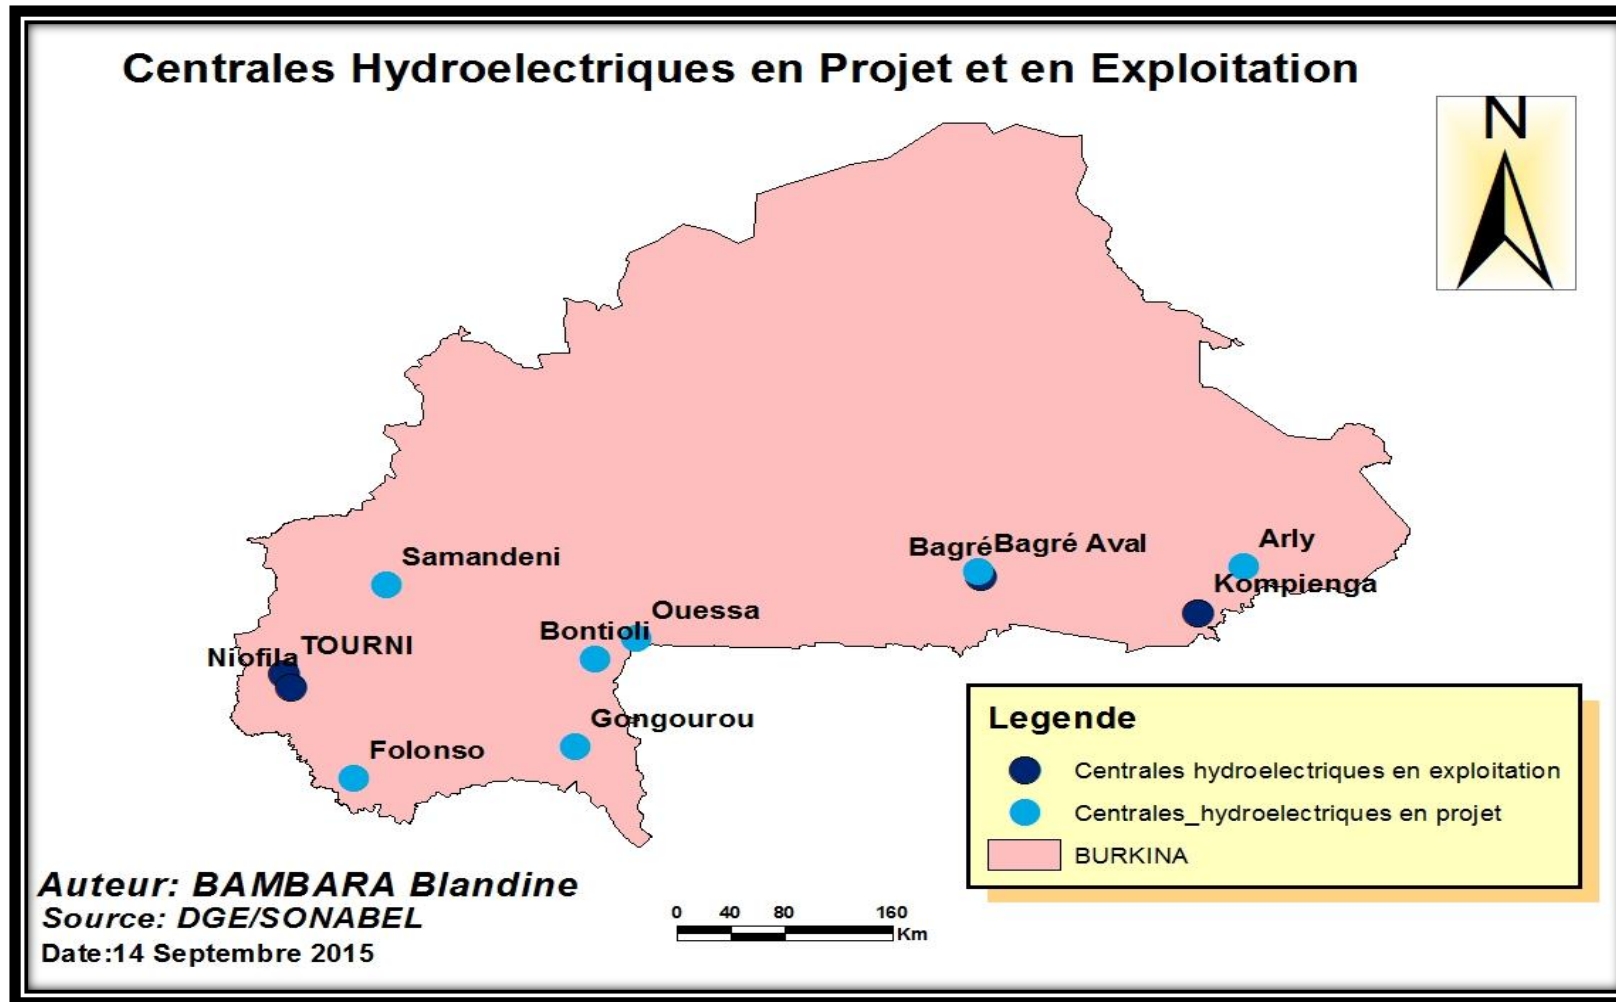 Centrales Hydroelectriques en Projet et en Exploitation
N
Samandeni
Bagré
Bagré Aval
Arly
Kompienga
Ouessa
Bontioli
TOURNI
Niofila
Gongourou
Folonso
Legende
Centrales hydroelectriques en exploitation
Centrales_hydroelectriques en projet
BURKINA
Auteur: BAMBARA Blandine
Source: DGE/SONABEL
Date:14 Septembre 2015
0 40 80 160
Km